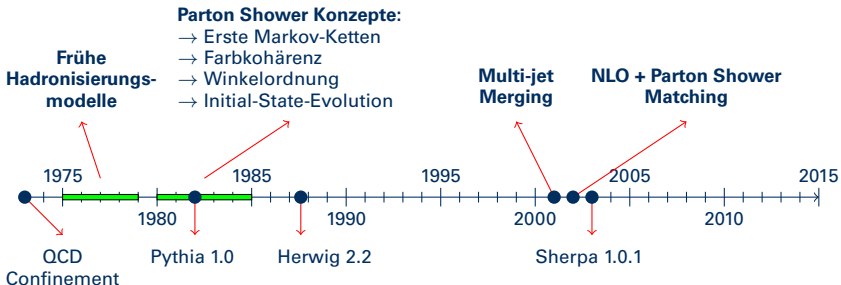 Parton Shower Konzepte:
→ Erste Markov-Ketten
→ Farbkohärenz
→ Winkelordnung
→ Initial-State-Evolution
Frühe
Hadronisierungs-
modelle
Multi-jet
Merging
NLO + Parton Shower
Matching
1975
1985
1995
2005
2015
1980
1990
2000
2010
QCD
Confinement
Pythia 1.0
Herwig 2.2
Sherpa 1.0.1